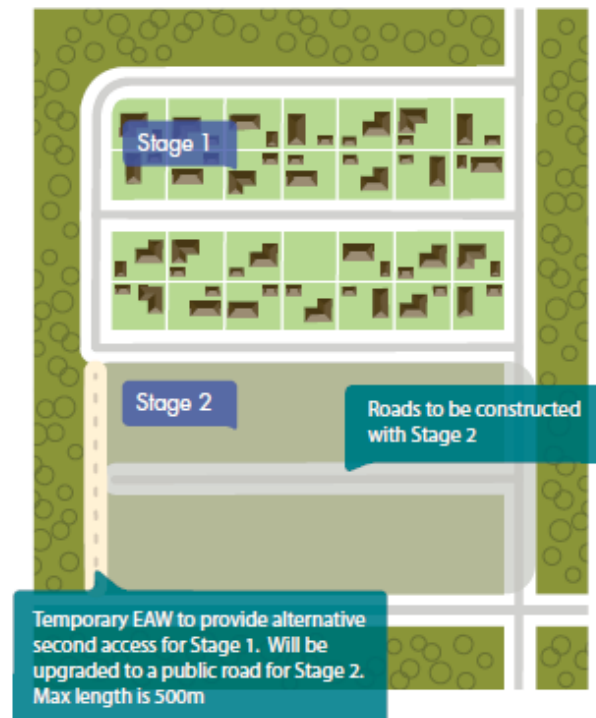 Stage 1
Stage 2
Roads to be constructed
with Stage 2
Temporary EAW to provide alternative
second access for Stage 1. Will be
upgraded to a public road for Stage 2.
Max length is 500m